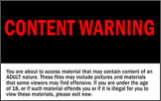 CONTENT WARNING
You are about to access material that may contain content of an
ADULT nature. These files may include pictures and materials
that some viewers may find offensive. If you are under the age
of 18, or if such material offends you or if it is illegal for you to
view these materials, please exit now.